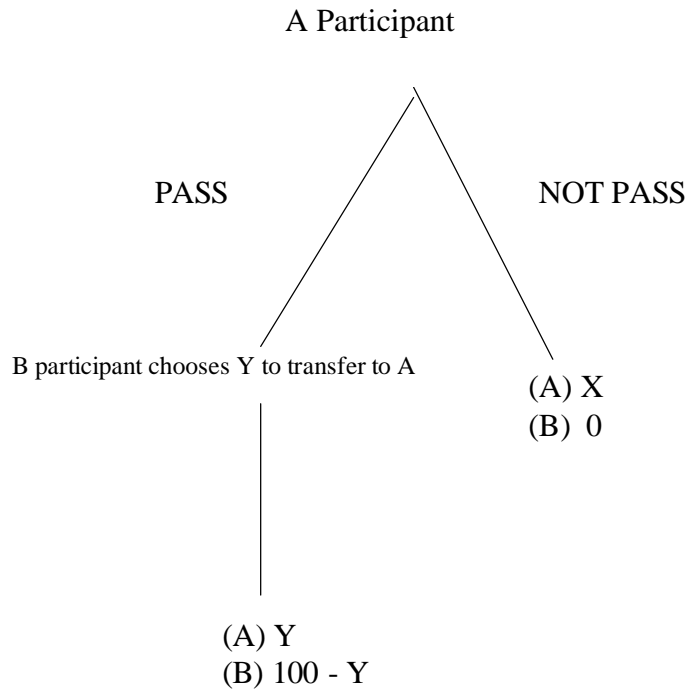 A Participant
PASS
NOT PASS
B participant chooses Y to transfer to A
(A) X
(B) 0
(A) Y
(B) 100 - Y